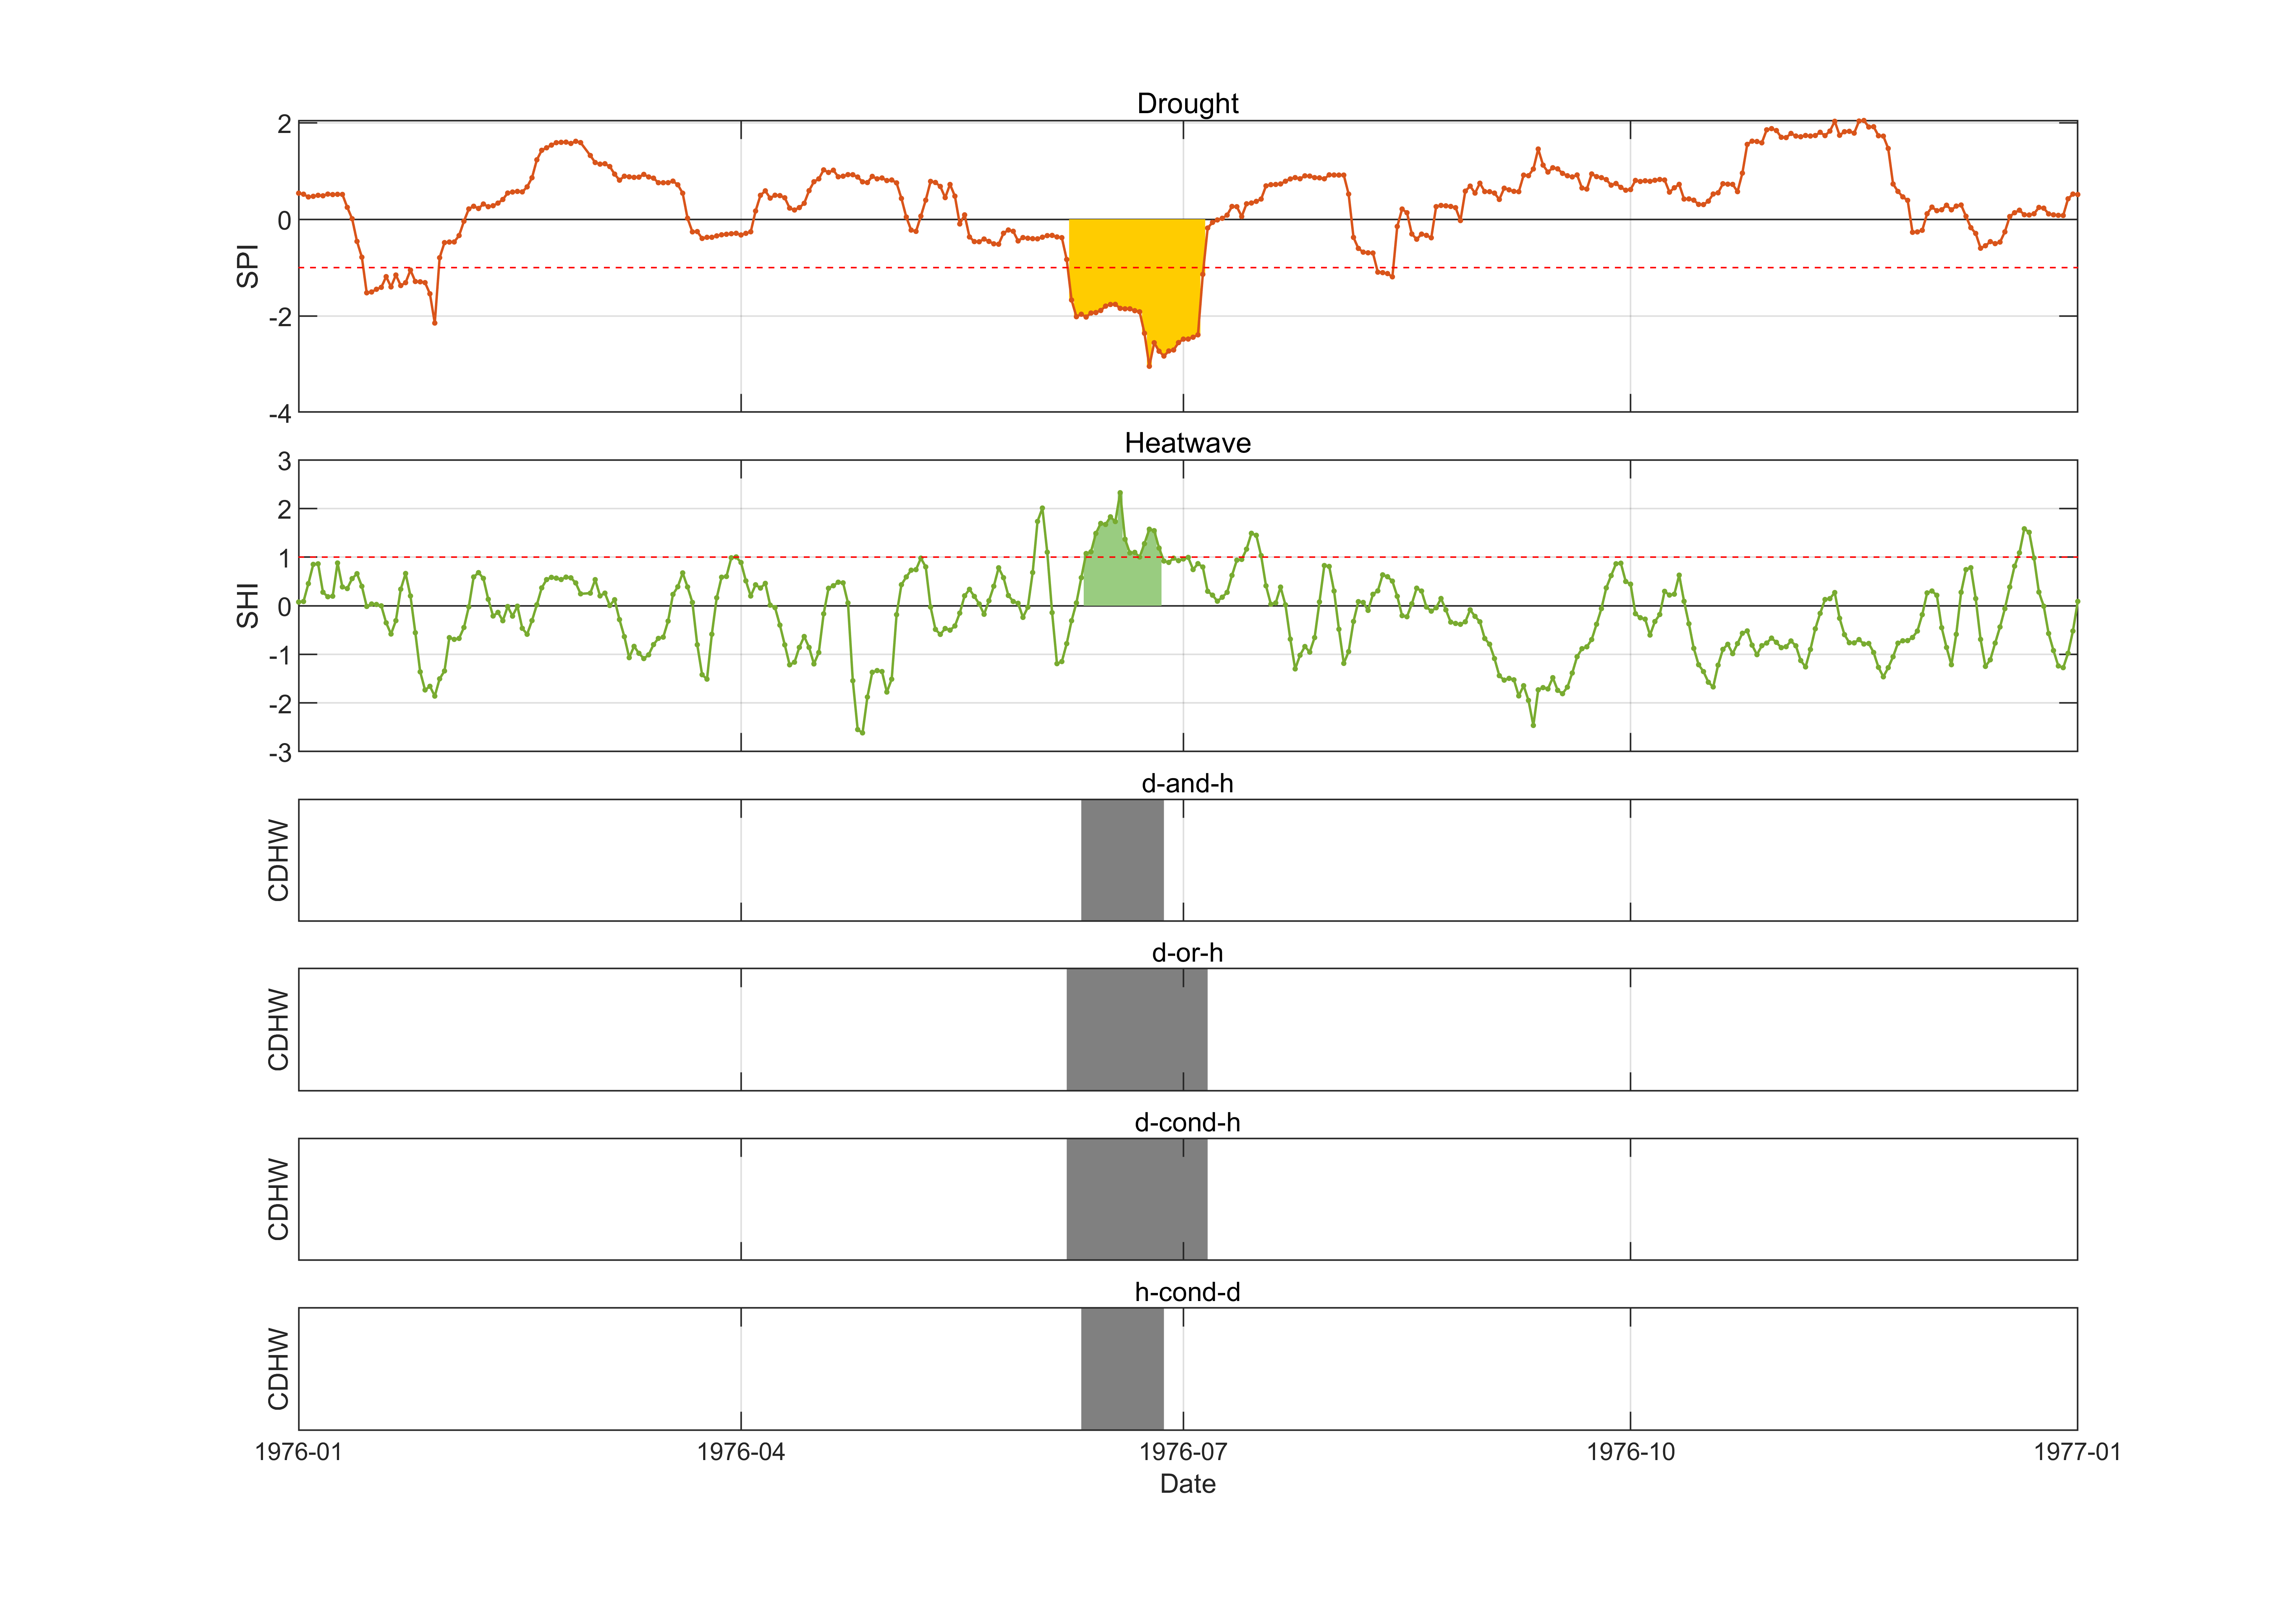 Drought
2
0
-2
-4
SPI
Heatwave
3
2
1
0
-1
-2
-3
SHI
d-and-h
CDHW
d-or-h
CDHW
d-cond-h
CDHW
h-cond-d
CDHW
1976-01 1976-04 1976-07 1976-10 1977-01
Date